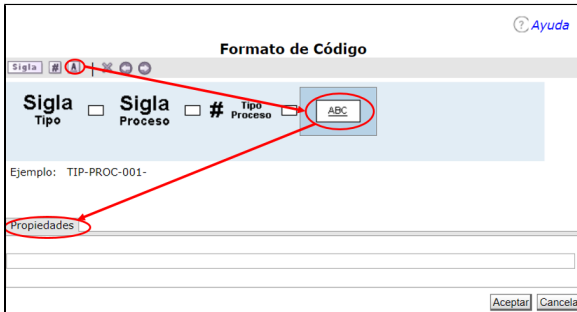 ? Ayuda
Formato de Código
Sigla # A
Sigla Tipo Sigla Proceso # Tipo Proceso ABC
Ejemplo: TIP-PROC-001-
Propiedades
Aceptar Cancela